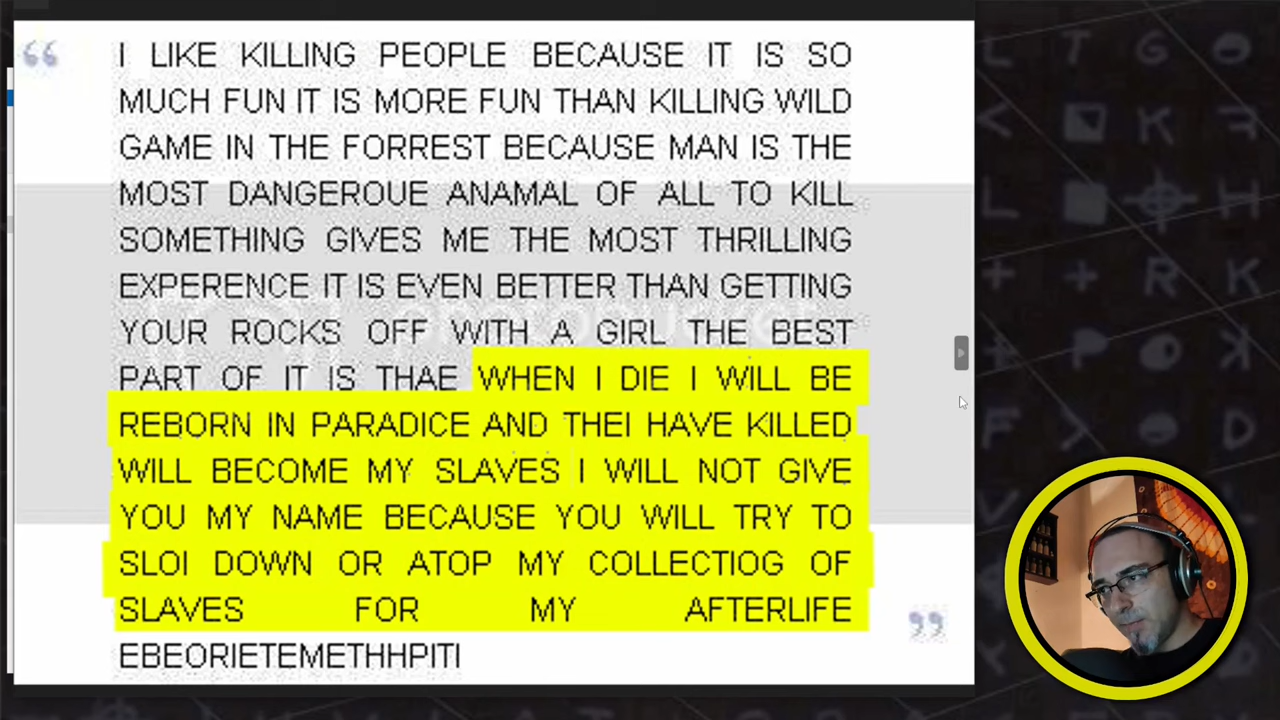 I LIKE KILLING PEOPLE BECAUSE IT IS SO
MUCH FUN IT IS MORE FUN THAN KILLING WILD
GAME IN THE FORREST BECAUSE MAN IS THE
MOST DANGEROUE ANAMAL OF ALL TO KILL
SOMETHING GIVES ME THE MOST THRILLING
EXPERENCE IT IS EVEN BETTER THAN GETTING
YOUR ROCKS OFF WITH A GIRL THE BEST
PART OF IT IS THAE WHEN I DIE I WILL BE
REBORN IN PARADICE AND THEI HAVE KILLED
WILL BECOME MY SLAVES I WILL NOT GIVE
YOU MY NAME BECAUSE YOU WILL TRY TO
SLOI DOWN OR ATOP MY COLLECTIOG OF
SLAVES FOR MY AFTERLIFE
EBEORIETEMETHHPITI